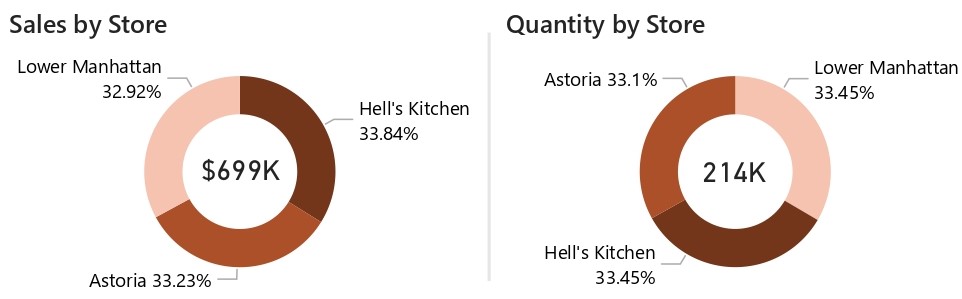 Sales by Store
Lower Manhattan
32.92%
Hell's Kitchen
33.84%
$699K
Astoria 33.23%
Quantity by Store
Astoria 33.1%
Lower Manhattan
33.45%
214K
Hell's Kitchen
33.45%